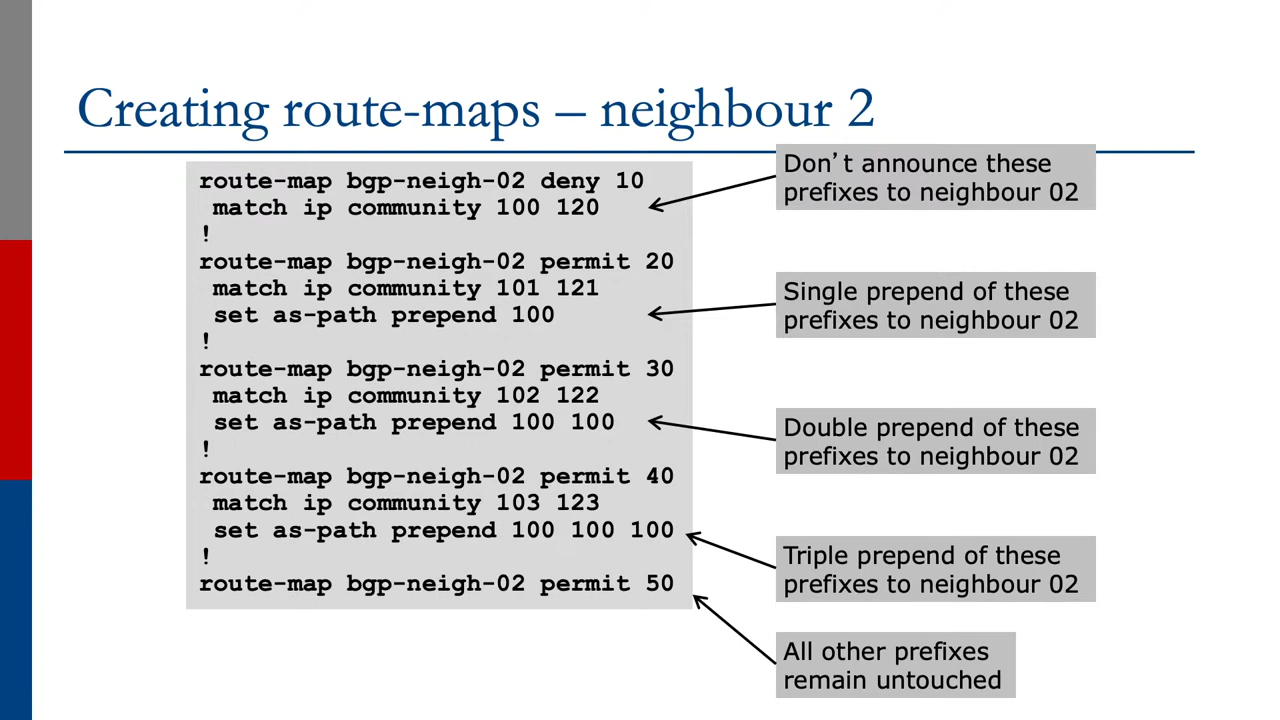 Creating route-maps – neighbour 2
route-map bgp-neigh-02 deny 10
match ip community 100 120
!
route-map bgp-neigh-02 permit 20
match ip community 101 121
set as-path prepend 100
!
route-map bgp-neigh-02 permit 30
match ip community 102 122
set as-path prepend 100 100
!
route-map bgp-neigh-02 permit 40
match ip community 103 123
set as-path prepend 100 100 100
!
route-map bgp-neigh-02 permit 50
Don’t announce these
prefixes to neighbour 02
Single prepend of these
prefixes to neighbour 02
Double prepend of these
prefixes to neighbour 02
Triple prepend of these
prefixes to neighbour 02
All other prefixes
remain untouched